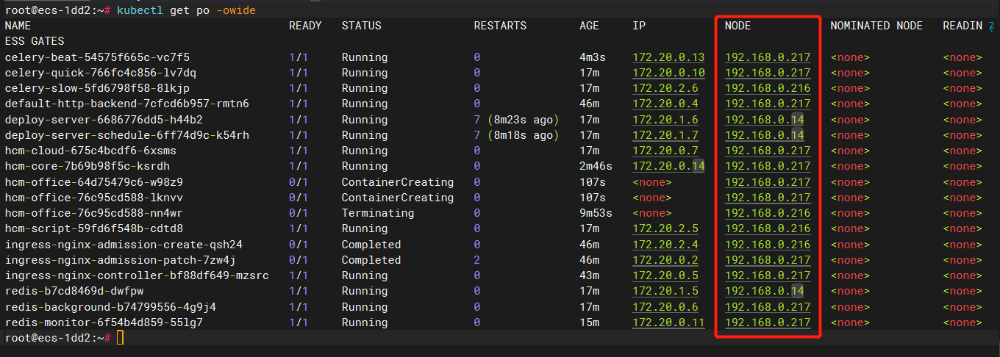 root@ecs-1dd2:~# kubectl get po -owide
NAME READY STATUS RESTARTS AGE IP NODE NOMINATED NODE READIN
ESS GATES
celery-beat-54575f665c-vc7f5 1/1 Running 0 4m3s 172.20.0.13 192.168.0.217 <none> <none>
celery-quick-766fc4c856-lv7dq 1/1 Running 0 17m 172.20.0.10 192.168.0.217 <none> <none>
celery-slow-5fd6798f58-8lkjp 1/1 Running 0 17m 172.20.2.6 192.168.0.216 <none> <none>
default-http-backend-7cfcd6b957-rmtn6 1/1 Running 0 46m 172.20.0.4 192.168.0.217 <none> <none>
deploy-server-6686776dd5-h44b2 1/1 Running 7 (8m23s ago) 17m 172.20.1.6 192.168.0.14 <none> <none>
deploy-server-schedule-6ff74d9c-k54rh 1/1 Running 7 (8m18s ago) 17m 172.20.1.7 192.168.0.14 <none> <none>
hcm-cloud-675c4bcdf6-6xsms 1/1 Running 0 17m 172.20.0.7 192.168.0.217 <none> <none>
hcm-core-7b69b98f5c-ksrdh 1/1 Running 0 2m46s 172.20.0.14 192.168.0.217 <none> <none>
hcm-office-64d75479c6-w98z9 0/1 ContainerCreating 0 107s <none> 192.168.0.217 <none> <none>
hcm-office-76c95cd588-lknvv 0/1 ContainerCreating 0 107s <none> 192.168.0.217 <none> <none>
hcm-office-76c95cd588-nn4wr 0/1 Terminating 0 9m53s <none> 192.168.0.216 <none> <none>
hcm-script-59fd6f548b-cdtd8 1/1 Running 0 17m 172.20.2.5 192.168.0.216 <none> <none>
ingress-nginx-admission-create-qsh24 0/1 Completed 0 46m 172.20.2.4 192.168.0.216 <none> <none>
ingress-nginx-admission-patch-7zw4j 0/1 Completed 2 46m 172.20.0.2 192.168.0.217 <none> <none>
ingress-nginx-controller-bf88df649-mzsrc 1/1 Running 0 43m 172.20.0.5 192.168.0.217 <none> <none>
redis-b7cd8469d-dwfpw 1/1 Running 0 17m 172.20.1.5 192.168.0.14 <none> <none>
redis-background-b74799556-4g9j4 1/1 Running 0 17m 172.20.0.6 192.168.0.217 <none> <none>
redis-monitor-6f54b4d859-55lg7 1/1 Running 0 15m 172.20.0.11 192.168.0.217 <none> <none>
root@ecs-1dd2:~#